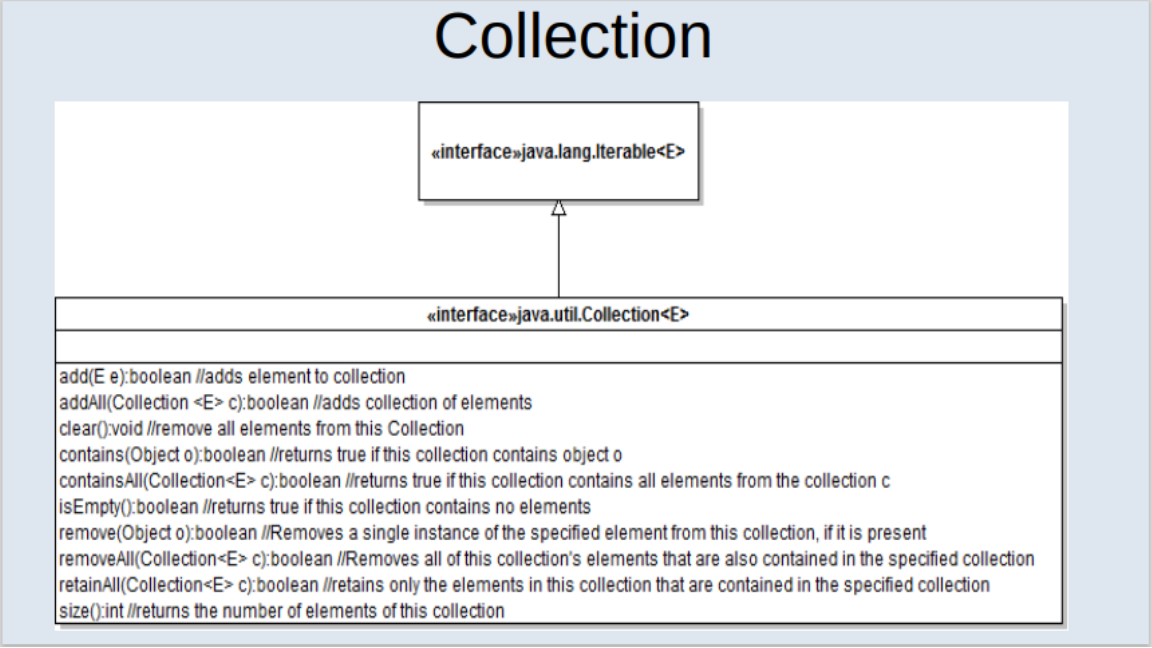 Collection
«interface»java.lang.Iterable<E>
«interface»java.util.Collection<E>
add(E e):boolean //adds element to collection
addAll(Collection <E> c):boolean //adds collection of elements
clear():void //remove all elements from this Collection
contains(Object o):boolean //returns true if this collection contains object o
containsAll(Collection<E> c):boolean //returns true if this collection contains all elements from the collection c
isEmpty():boolean //returns true if this collection contains no elements
remove(Object o):boolean //Removes a single instance of the specified element from this collection, if it is present
removeAll(Collection<E> c):boolean //Removes all of this collection's elements that are also contained in the specified collection
retainAll(Collection<E> c):boolean //retains only the elements in this collection that are contained in the specified collection
size():int //returns the number of elements of this collection